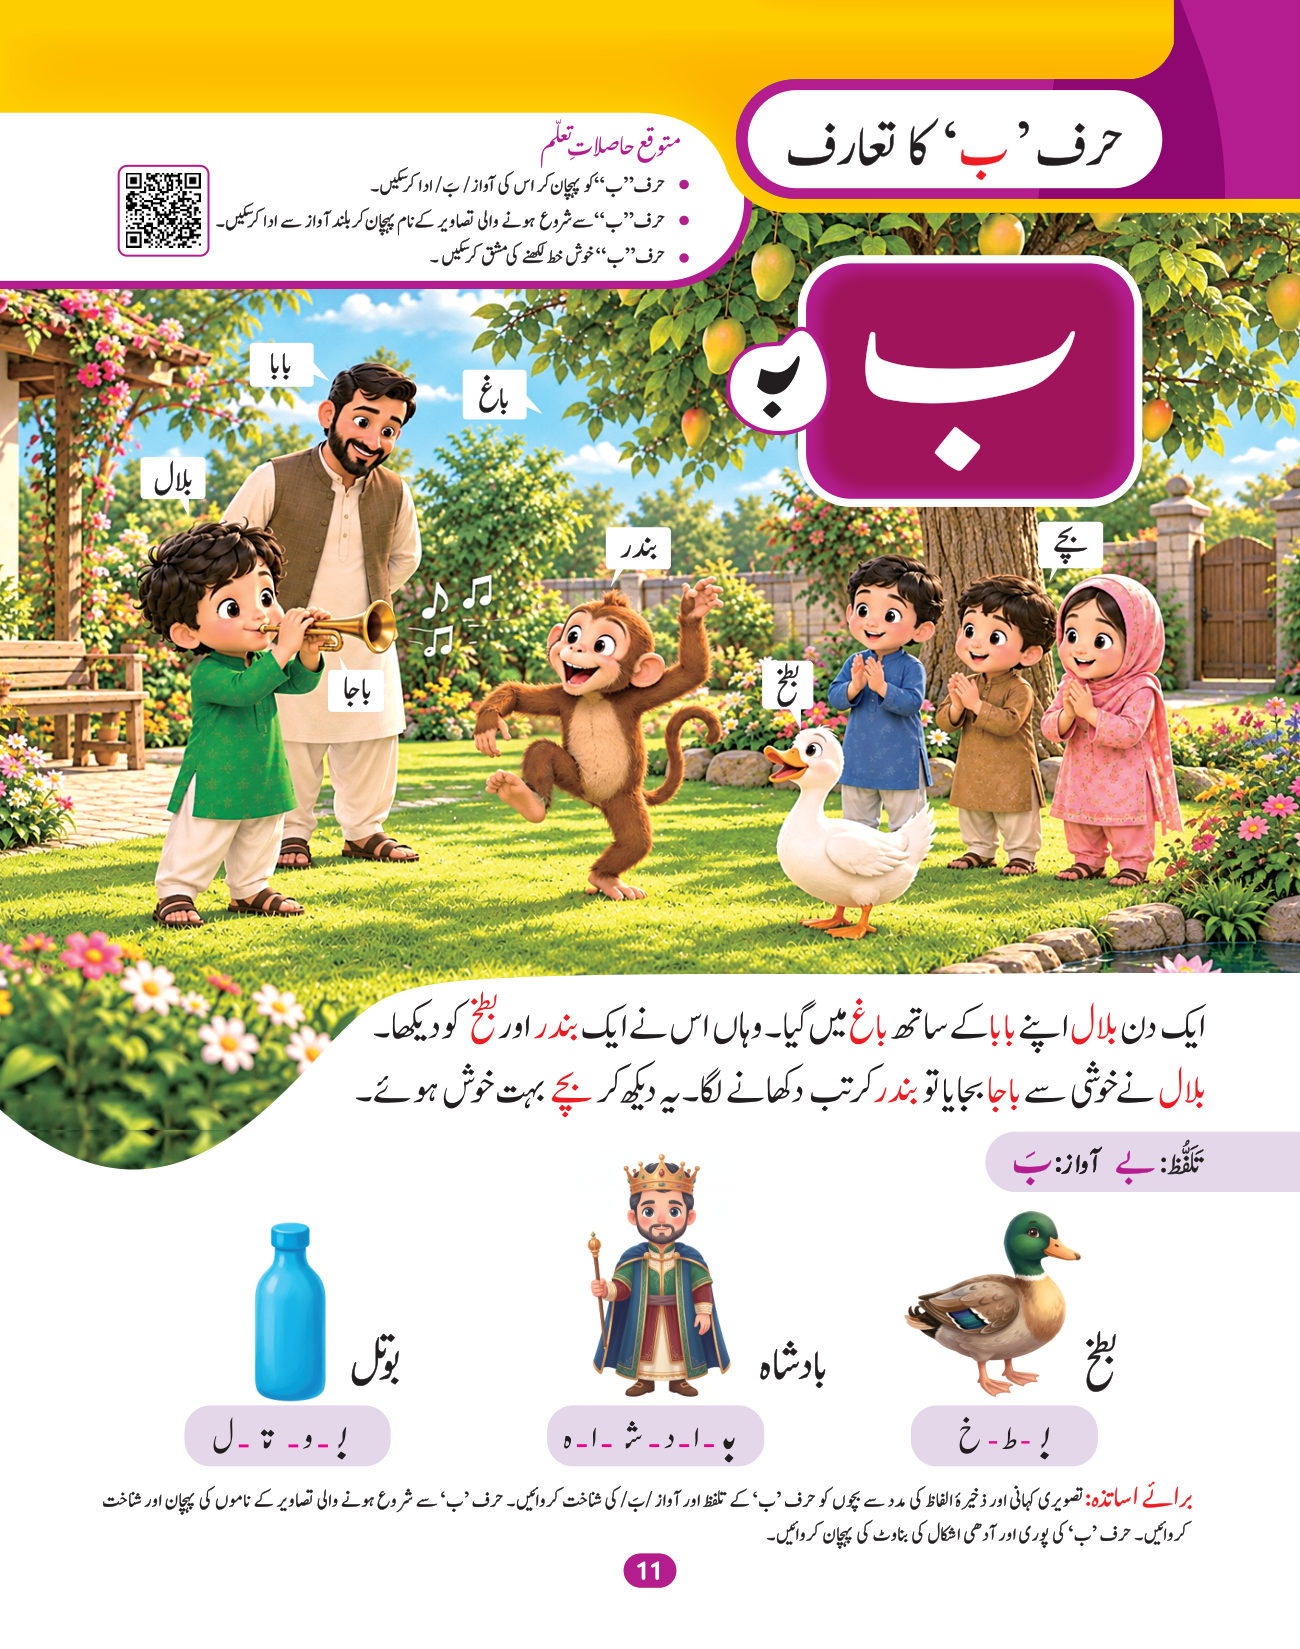 حرف ’ب‘ کا تعارف
متوقع حاصلاتِ تعلّم
• حرف ”ب“ کو پہچان کر اس کی آواز / بَ/ ادا کرسکیں۔
• حرف ”ب“ سے شروع ہونے والی تصاویر کے نام پہچان کر بلند آواز سے ادا کرسکیں۔
• حرف ”ب“ خوش خط لکھنے کی مشق کرسکیں ۔
ب
بـ
بابا
باغ
بلال
بندر
بچے
باجا
بطخ
ایک دن بلال اپنے بابا کے ساتھ باغ میں گیا۔ وہاں اس نے ایک بندر اور بطخ کو دیکھا۔
بلال نے خوشی سے باجا بجایا تو بندر کرتب دکھانے لگا۔ یہ دیکھ کر بچے بہت خوش ہوئے۔
تَلَفُّظ: بے آواز: بَ
بطخ
بادشاہ
بوتل
بـ - ط - خ
بـ - ا - د - شـ - ا - ہ
بـ - و - تـ - ل
برائے اساتذہ: تصویری کہانی اور ذخیرۂ الفاظ کی مدد سے بچوں کو حرف ’ب‘ کے تلفظ اور آواز /بَ/ کی شناخت کروائیں۔ حرف ’ب‘ سے شروع ہونے والی تصاویر کے ناموں کی پہچان اور شناخت
کروائیں۔ حرف ’ب‘ کی پوری اور آدھی اشکال کی بناوٹ کی پہچان کروائیں۔
11